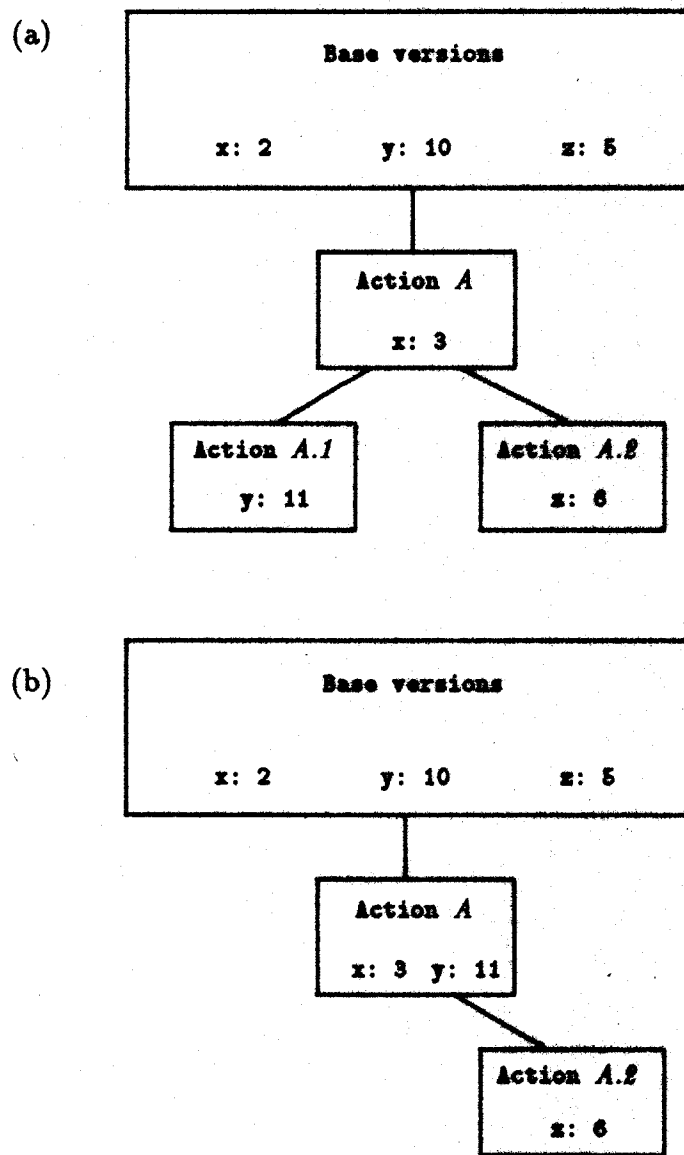 (a)
Base versions
x: 2 y: 10 z: 5
Action A
x: 3
Action A.1 Action A.2
y: 11 z: 6
(b)
Base versions
x: 2 y: 10 z: 5
Action A
x: 3 y: 11
Action A.2
z: 6